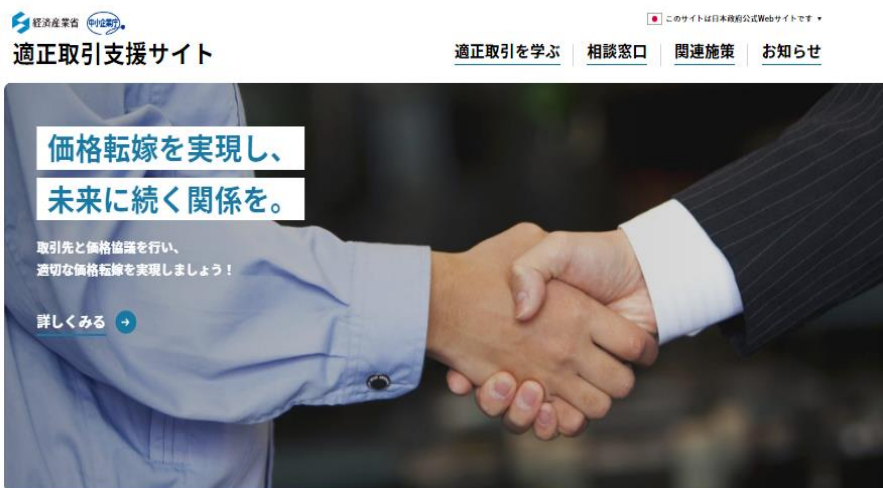 経済産業省 中小企業庁
このサイトは日本政府公式Webサイトです
適正取引支援サイト
適正取引を学ぶ 相談窓口 関連施策 お知らせ
価格転嫁を実現し、
未来に続く関係を。
取引先と価格協議を行い、
適切な価格転嫁を実現しましょう！
詳しくみる